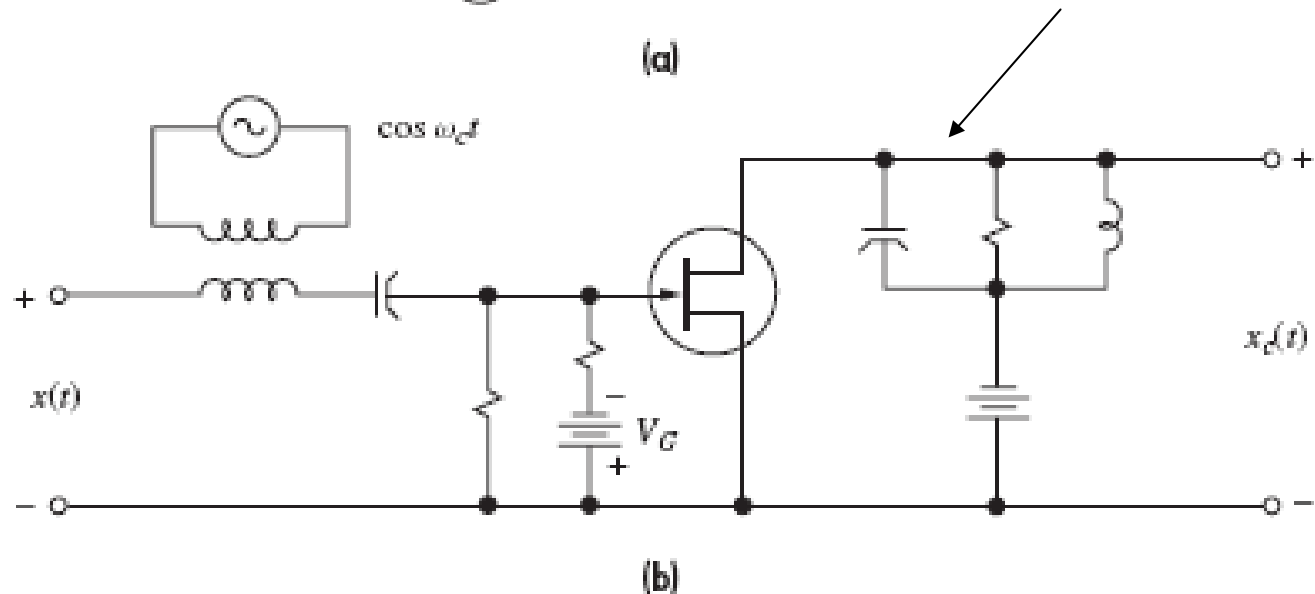 (a)
cos ω_c t
+
+
x(t)
−
V_G
+
x_c(t)
−
−
(b)